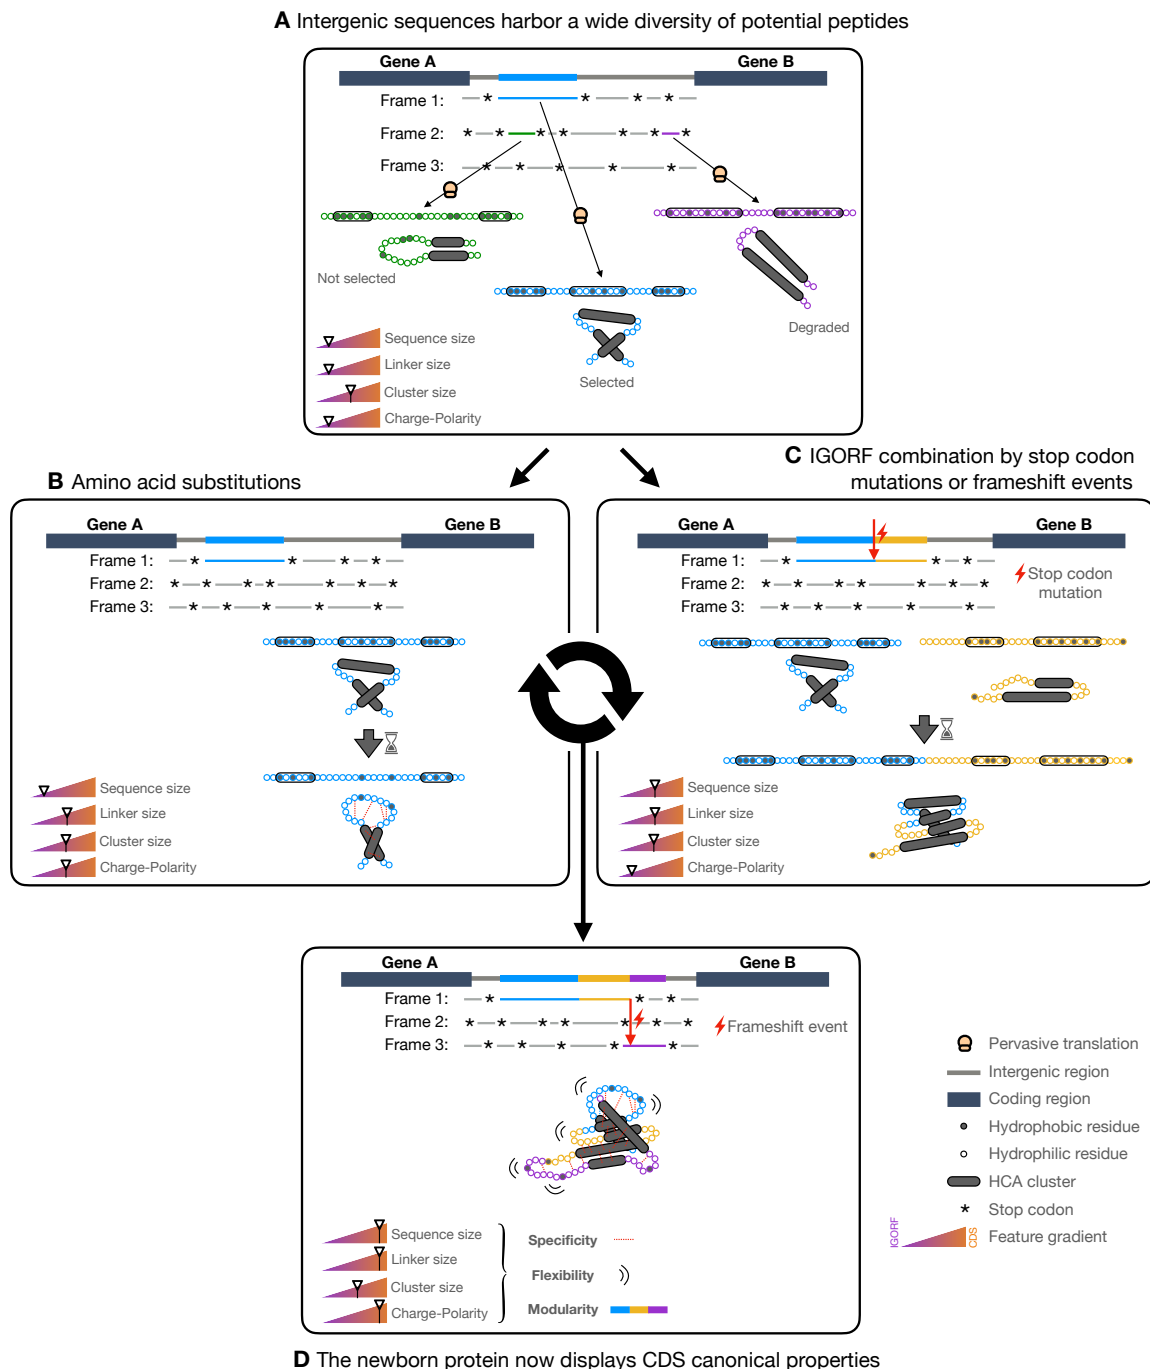 A Intergenic sequences harbor a wide diversity of potential peptides
Gene A
Gene B
Frame 1:
Frame 2:
Frame 3:
Not selected
Selected
Degraded
Sequence size
Linker size
Cluster size
Charge-Polarity
B Amino acid substitutions
Gene A
Gene B
Frame 1:
Frame 2:
Frame 3:
Sequence size
Linker size
Cluster size
Charge-Polarity
C IGORF combination by stop codon
mutations or frameshift events
Gene A
Gene B
Frame 1:
Frame 2:
Frame 3:
Stop codon
mutation
Sequence size
Linker size
Cluster size
Charge-Polarity
Gene A
Gene B
Frame 1:
Frame 2:
Frame 3:
Frameshift event
Sequence size
Linker size
Cluster size
Charge-Polarity
Specificity
Flexibility
Modularity
Pervasive translation
Intergenic region
Coding region
Hydrophobic residue
Hydrophilic residue
HCA cluster
* Stop codon
IGORF
CDS
Feature gradient
D The newborn protein now displays CDS canonical properties